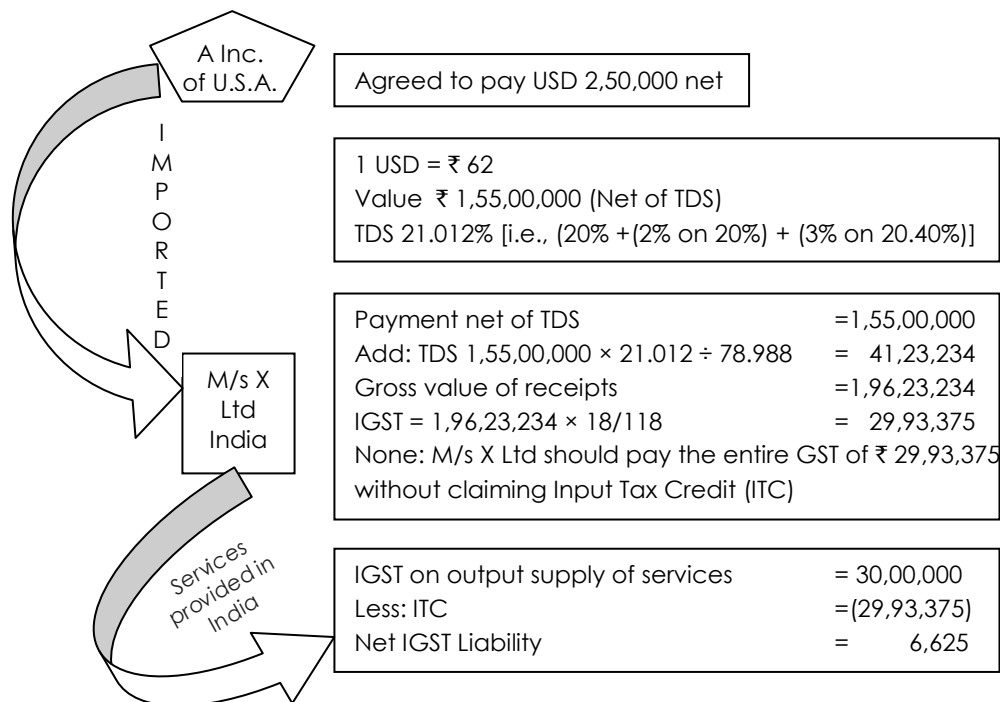 A Inc.
of U.S.A.
Agreed to pay USD 2,50,000 net
I
M
P
O
R
T
E
D
1 USD = ₹ 62
Value ₹ 1,55,00,000 (Net of TDS)
TDS 21.012% [i.e., (20% +(2% on 20%) + (3% on 20.40%)]
M/s X
Ltd
India
Payment net of TDS =1,55,00,000
Add: TDS 1,55,00,000 × 21.012 ÷ 78.988 = 41,23,234
Gross value of receipts =1,96,23,234
IGST = 1,96,23,234 × 18/118 = 29,93,375
None: M/s X Ltd should pay the entire GST of ₹ 29,93,375
without claiming Input Tax Credit (ITC)
Services
provided in
India
IGST on output supply of services = 30,00,000
Less: ITC =(29,93,375)
Net IGST Liability = 6,625